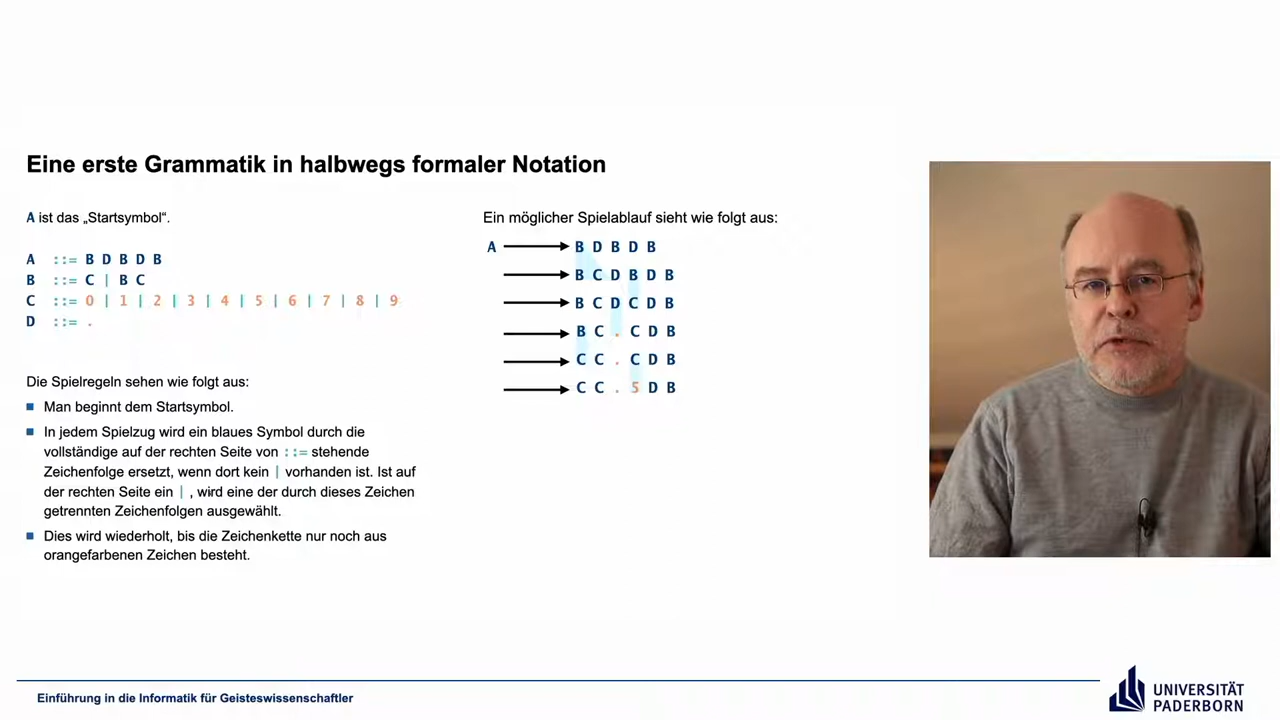 Eine erste Grammatik in halbwegs formaler Notation
A ist das „Startsymbol“.
A ::= B D B D B
B ::= C | B C
C ::= 0 | 1 | 2 | 3 | 4 | 5 | 6 | 7 | 8 | 9
D ::= .
Die Spielregeln sehen wie folgt aus:
Man beginnt dem Startsymbol.
In jedem Spielzug wird ein blaues Symbol durch die
vollständige auf der rechten Seite von ::= stehende
Zeichenfolge ersetzt, wenn dort kein | vorhanden ist. Ist auf
der rechten Seite ein | , wird eine der durch dieses Zeichen
getrennten Zeichenfolgen ausgewählt.
Dies wird wiederholt, bis die Zeichenkette nur noch aus
orangefarbenen Zeichen besteht.
Ein möglicher Spielablauf sieht wie folgt aus:
A B D B D B
B C D B D B
B C D C D B
B C . C D B
C C . C D B
C C . 5 D B
Einführung in die Informatik für Geisteswissenschaftler
UNIVERSITÄT
PADERBORN